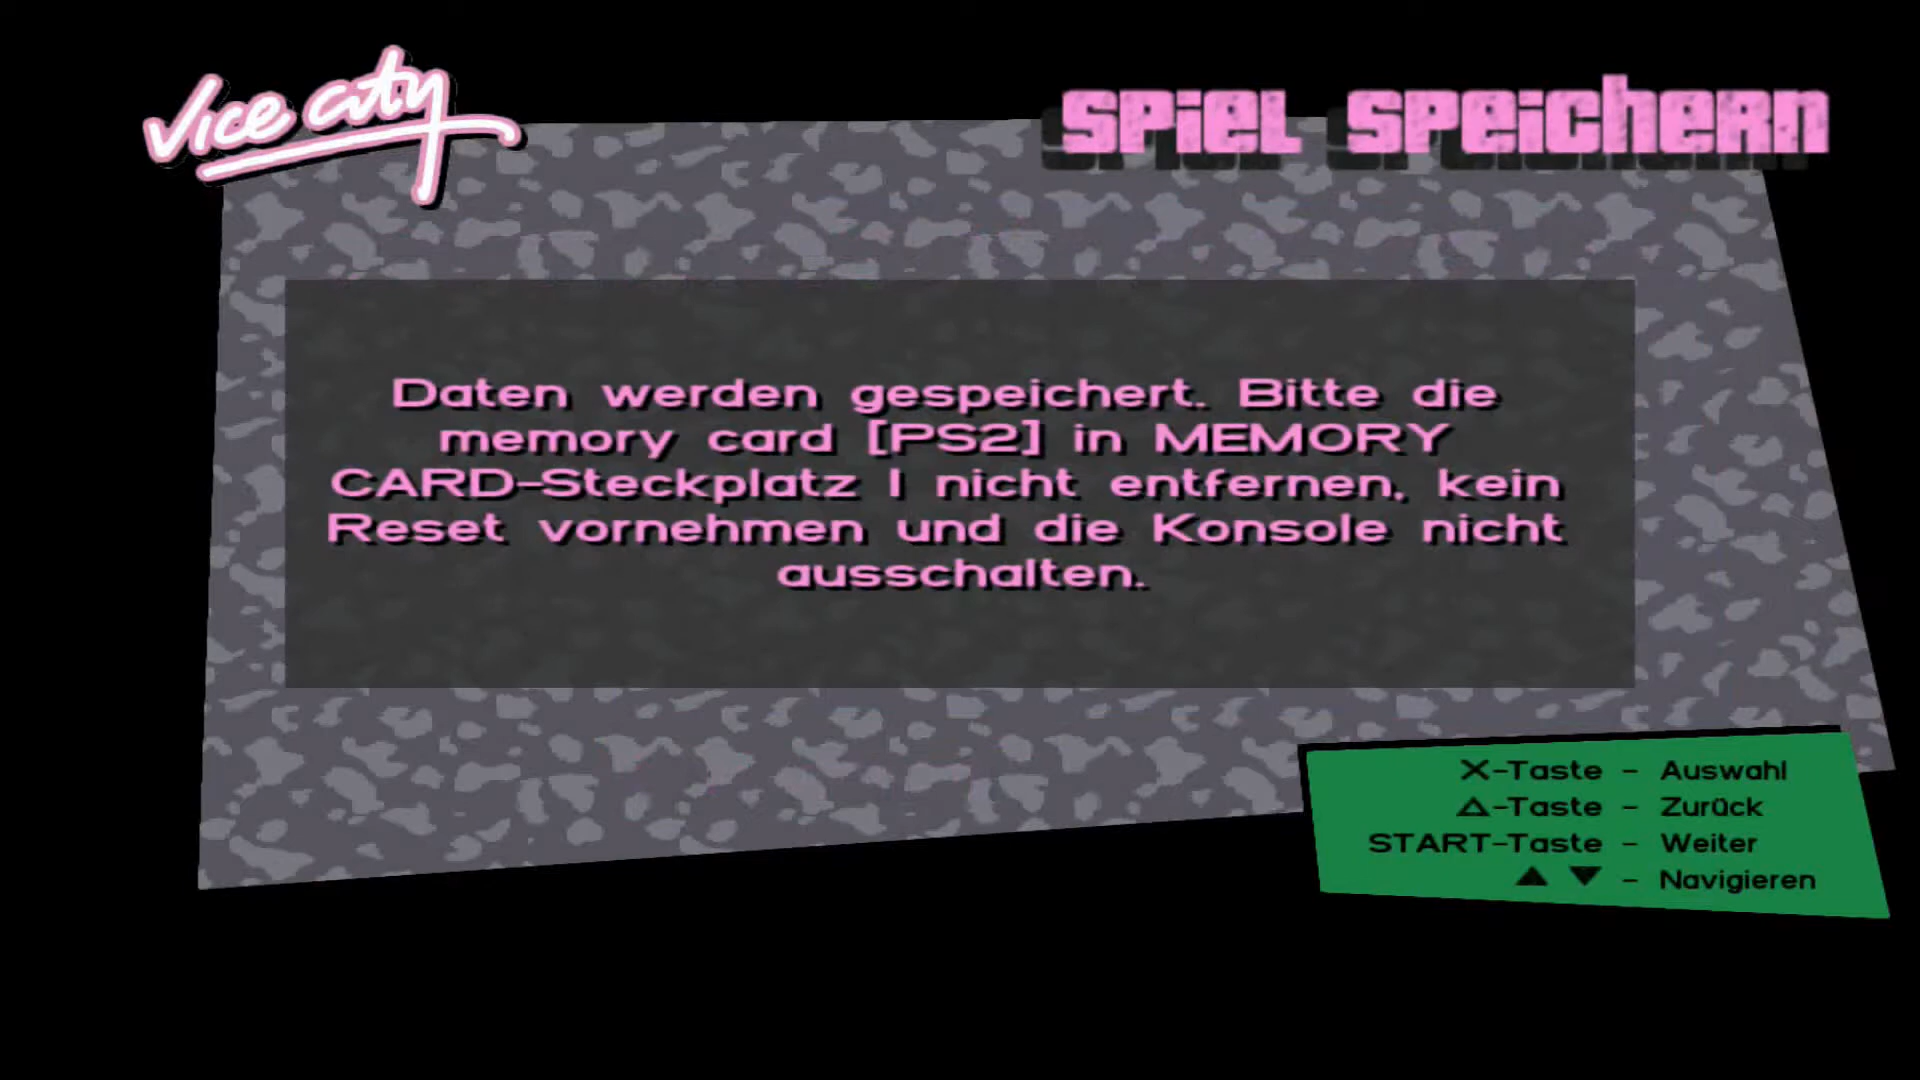 vice city
Spiel Speichern
Daten werden gespeichert. Bitte die
memory card [PS2] in MEMORY
CARD-Steckplatz 1 nicht entfernen, kein
Reset vornehmen und die Konsole nicht
ausschalten.
X-Taste - Auswahl
△-Taste - Zurück
START-Taste - Weiter
▲ ▼ - Navigieren